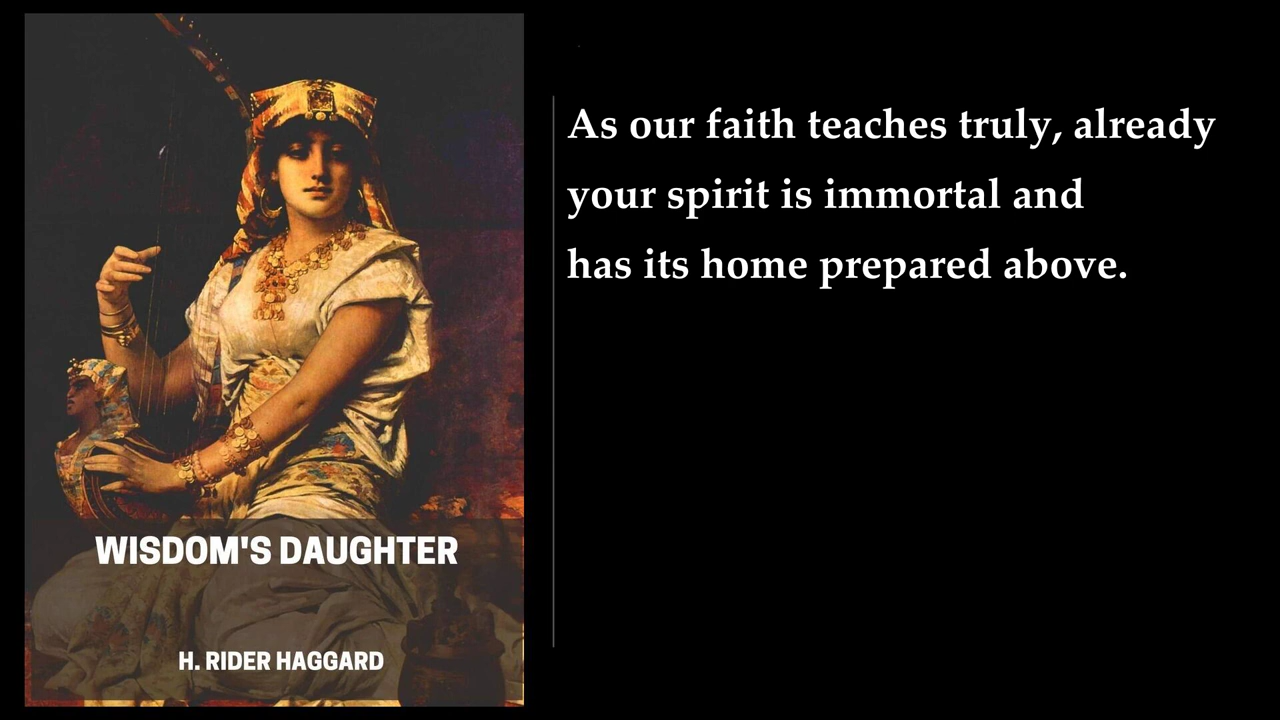 WISDOM'S DAUGHTER
H. RIDER HAGGARD
As our faith teaches truly, already
your spirit is immortal and
has its home prepared above.